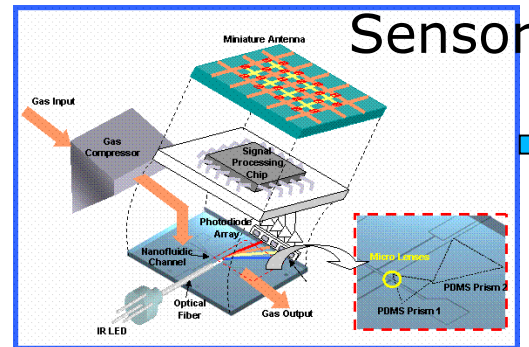 Sensor
Miniature Antenna
Gas Input
Gas
Compressor
Signal
Processing
Chip
Photodiode
Array
Nanofluidic
Channel
Micro Lenses
PDMS Prism 2
PDMS Prism 1
Optical
Fiber
IR LED
Gas Output